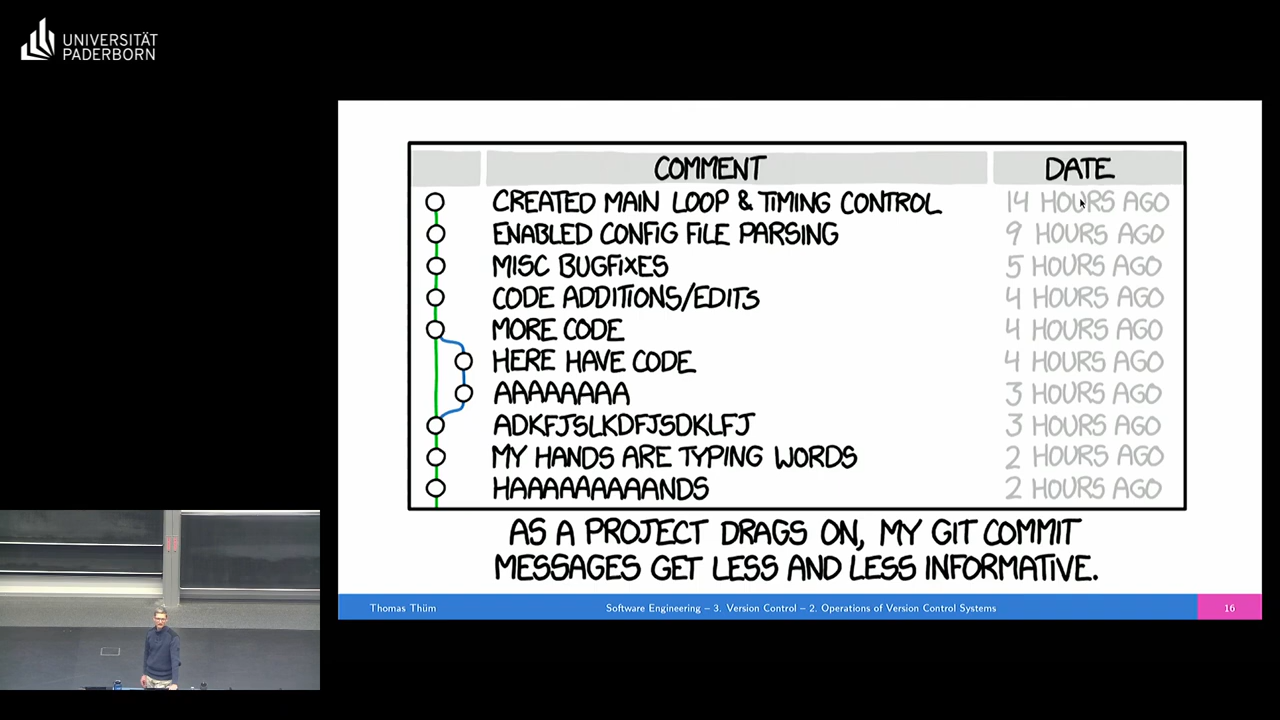 UNIVERSITÄT
PADERBORN
COMMENT DATE
CREATED MAIN LOOP & TIMING CONTROL 14 HOURS AGO
ENABLED CONFIG FILE PARSING 9 HOURS AGO
MISC BUGFIXES 5 HOURS AGO
CODE ADDITIONS/EDITS 4 HOURS AGO
MORE CODE 4 HOURS AGO
HERE HAVE CODE 4 HOURS AGO
AAAAAAAA 3 HOURS AGO
ADKFJSLKDFJSDKLFJ 3 HOURS AGO
MY HANDS ARE TYPING WORDS 2 HOURS AGO
HAAAAAAAAANDS 2 HOURS AGO
AS A PROJECT DRAGS ON, MY GIT COMMIT
MESSAGES GET LESS AND LESS INFORMATIVE.
Thomas Thüm Software Engineering – 3. Version Control – 2. Operations of Version Control Systems 16